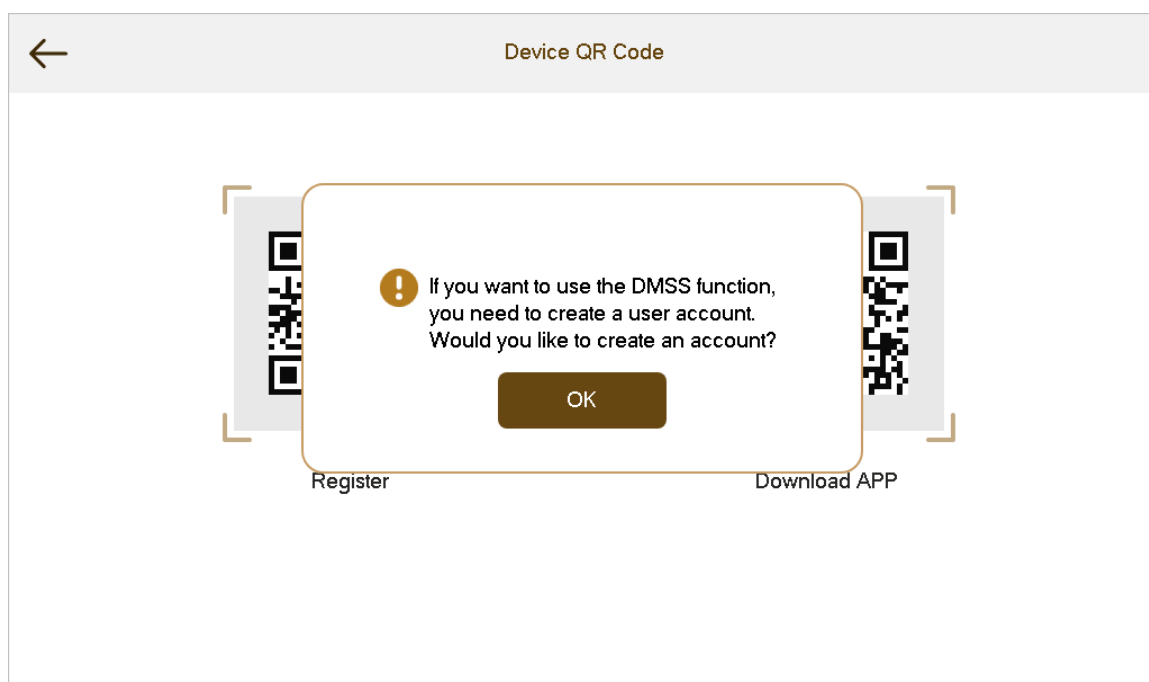 Device QR Code
If you want to use the DMSS function,
you need to create a user account.
Would you like to create an account?
OK
Register
Download APP